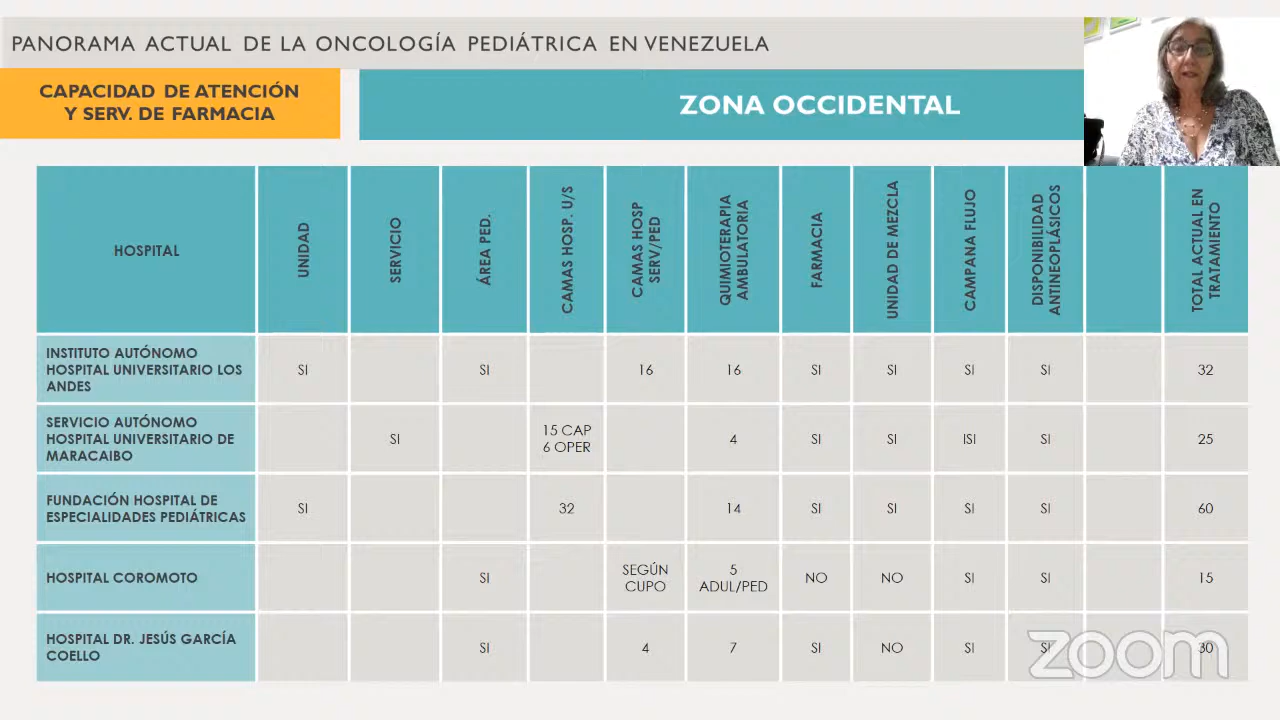 PANORAMA ACTUAL DE LA ONCOLOGÍA PEDIÁTRICA EN VENEZUELA
CAPACIDAD DE ATENCIÓN
Y SERV. DE FARMACIA
ZONA OCCIDENTAL
HOSPITAL
UNIDAD
SERVICIO
ÁREA PED.
CAMAS HOSP. U/S
CAMAS HOSP
SERV/PED
QUIMIOTERAPIA
AMBULATORIA
FARMACIA
UNIDAD DE MEZCLA
CAMPANA FLUJO
DISPONIBILIDAD
ANTINEOPLÁSICOS
TOTAL ACTUAL EN
TRATAMIENTO
INSTITUTO AUTÓNOMO
HOSPITAL UNIVERSITARIO LOS
ANDES
SI
SI
16
16
SI
SI
SI
SI
32
SERVICIO AUTÓNOMO
HOSPITAL UNIVERSITARIO DE
MARACAIBO
SI
15 CAP
6 OPER
4
SI
SI
ISI
SI
25
FUNDACIÓN HOSPITAL DE
ESPECIALIDADES PEDIÁTRICAS
SI
32
14
SI
SI
SI
SI
60
HOSPITAL COROMOTO
SI
SEGÚN
CUPO
5
ADUL/PED
NO
NO
SI
SI
15
HOSPITAL DR. JESÚS GARCÍA
COELLO
SI
4
7
SI
NO
SI
SI
30
zoom